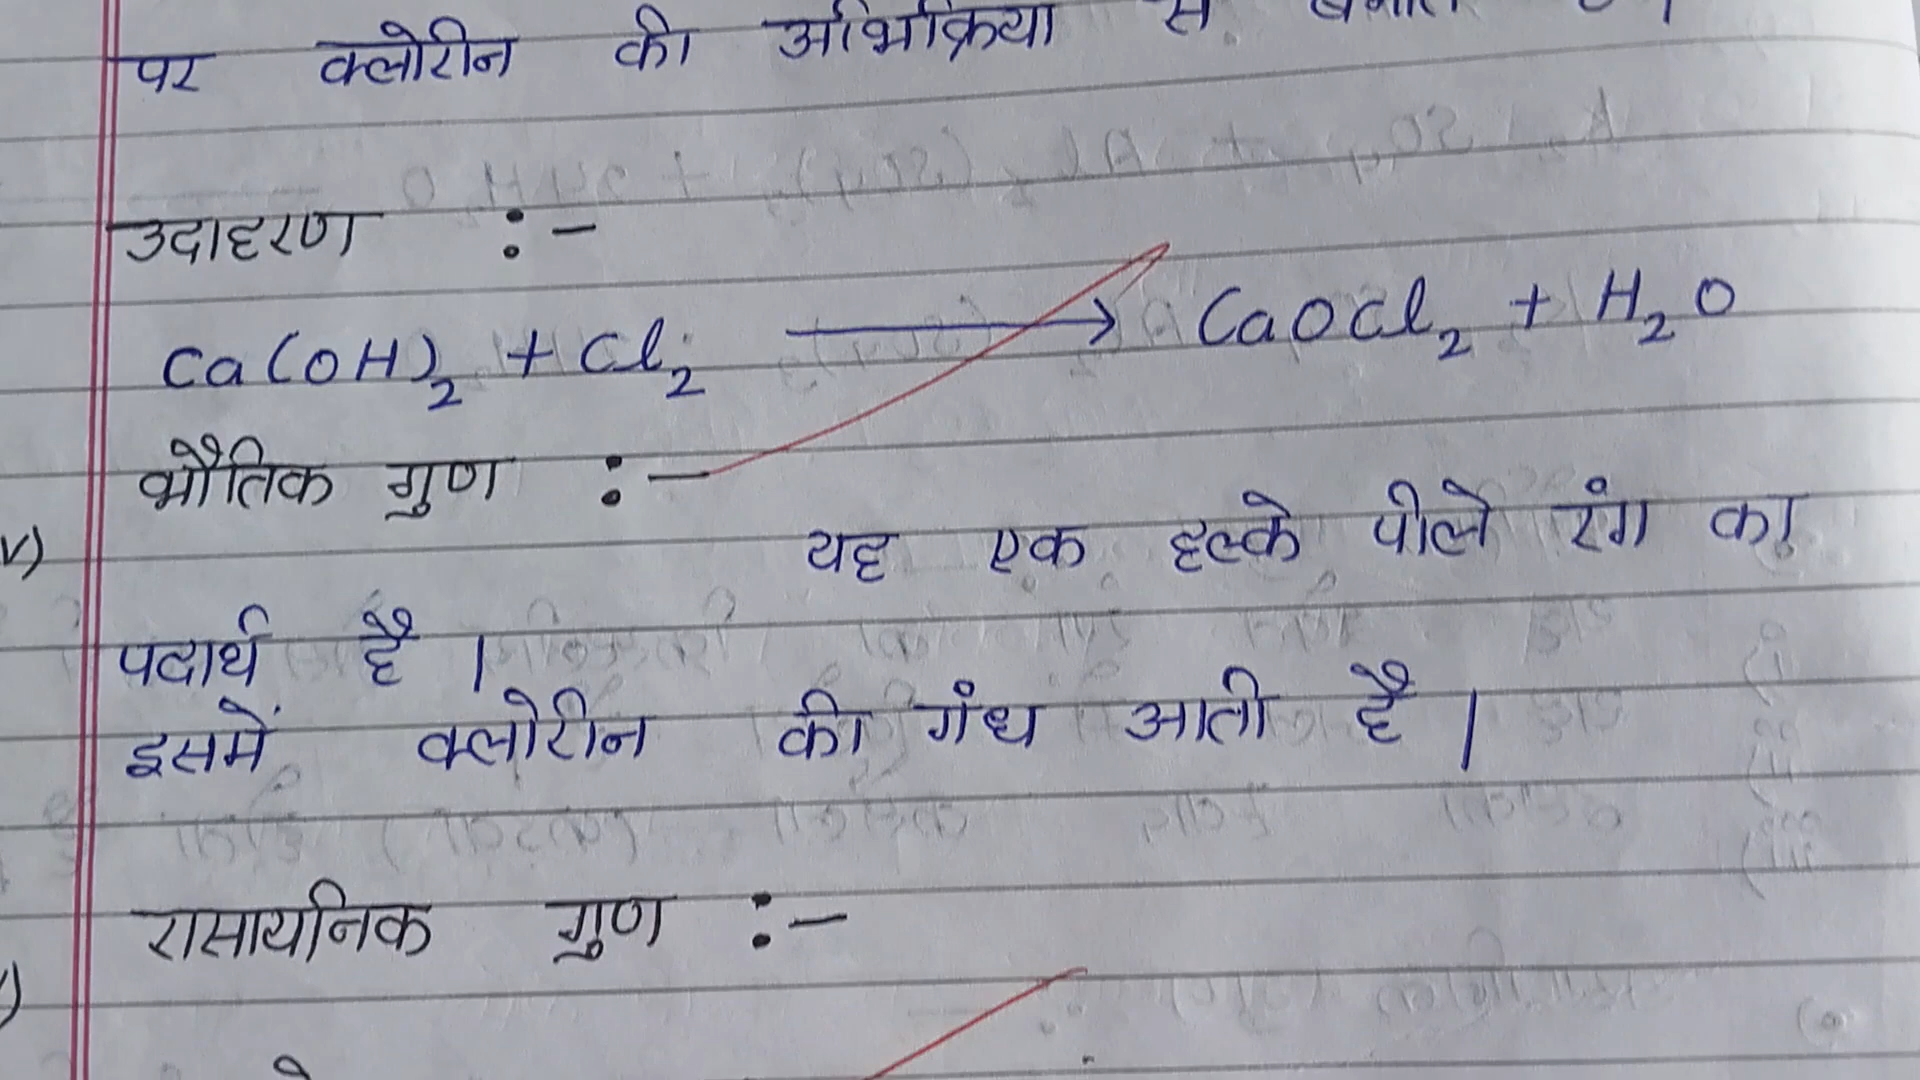 पर क्लोरीन की अभिक्रिया से
उदाहरण :-
Ca(OH)₂ + Cl₂ ⟶ CaOCl₂ + H₂O
भौतिक गुण :-
v) यह एक हल्के पीले रंग का
पदार्थ है ।
इसमें क्लोरीन की गंध आती है ।
रासायनिक गुण :-